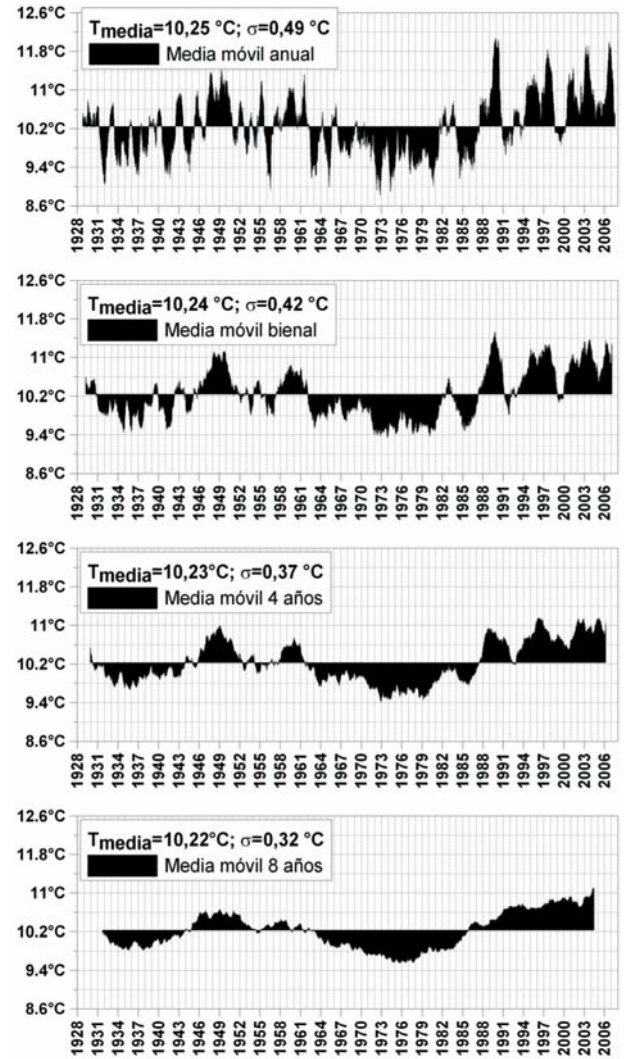 12.6°C
Tmedia=10,25 °C; σ=0,49 °C
11.8°C
Media móvil anual
11°C
10.2°C
9.4°C
8.6°C
1928 1931 1934 1937 1940 1943 1946 1949 1952 1955 1958 1961 1964 1967 1970 1973 1976 1979 1982 1985 1988 1991 1994 1997 2000 2003 2006
12.6°C
Tmedia=10,24 °C; σ=0,42 °C
11.8°C
Media móvil bienal
11°C
10.2°C
9.4°C
8.6°C
1928 1931 1934 1937 1940 1943 1946 1949 1952 1955 1958 1961 1964 1967 1970 1973 1976 1979 1982 1985 1988 1991 1994 1997 2000 2003 2006
12.6°C
Tmedia=10,23°C; σ=0,37 °C
11.8°C
Media móvil 4 años
11°C
10.2°C
9.4°C
8.6°C
1928 1931 1934 1937 1940 1943 1946 1949 1952 1955 1958 1961 1964 1967 1970 1973 1976 1979 1982 1985 1988 1991 1994 1997 2000 2003 2006
12.6°C
Tmedia=10,22°C; σ=0,32 °C
11.8°C
Media móvil 8 años
11°C
10.2°C
9.4°C
8.6°C
1928 1931 1934 1937 1940 1943 1946 1949 1952 1955 1958 1961 1964 1967 1970 1973 1976 1979 1982 1985 1988 1991 1994 1997 2000 2003 2006